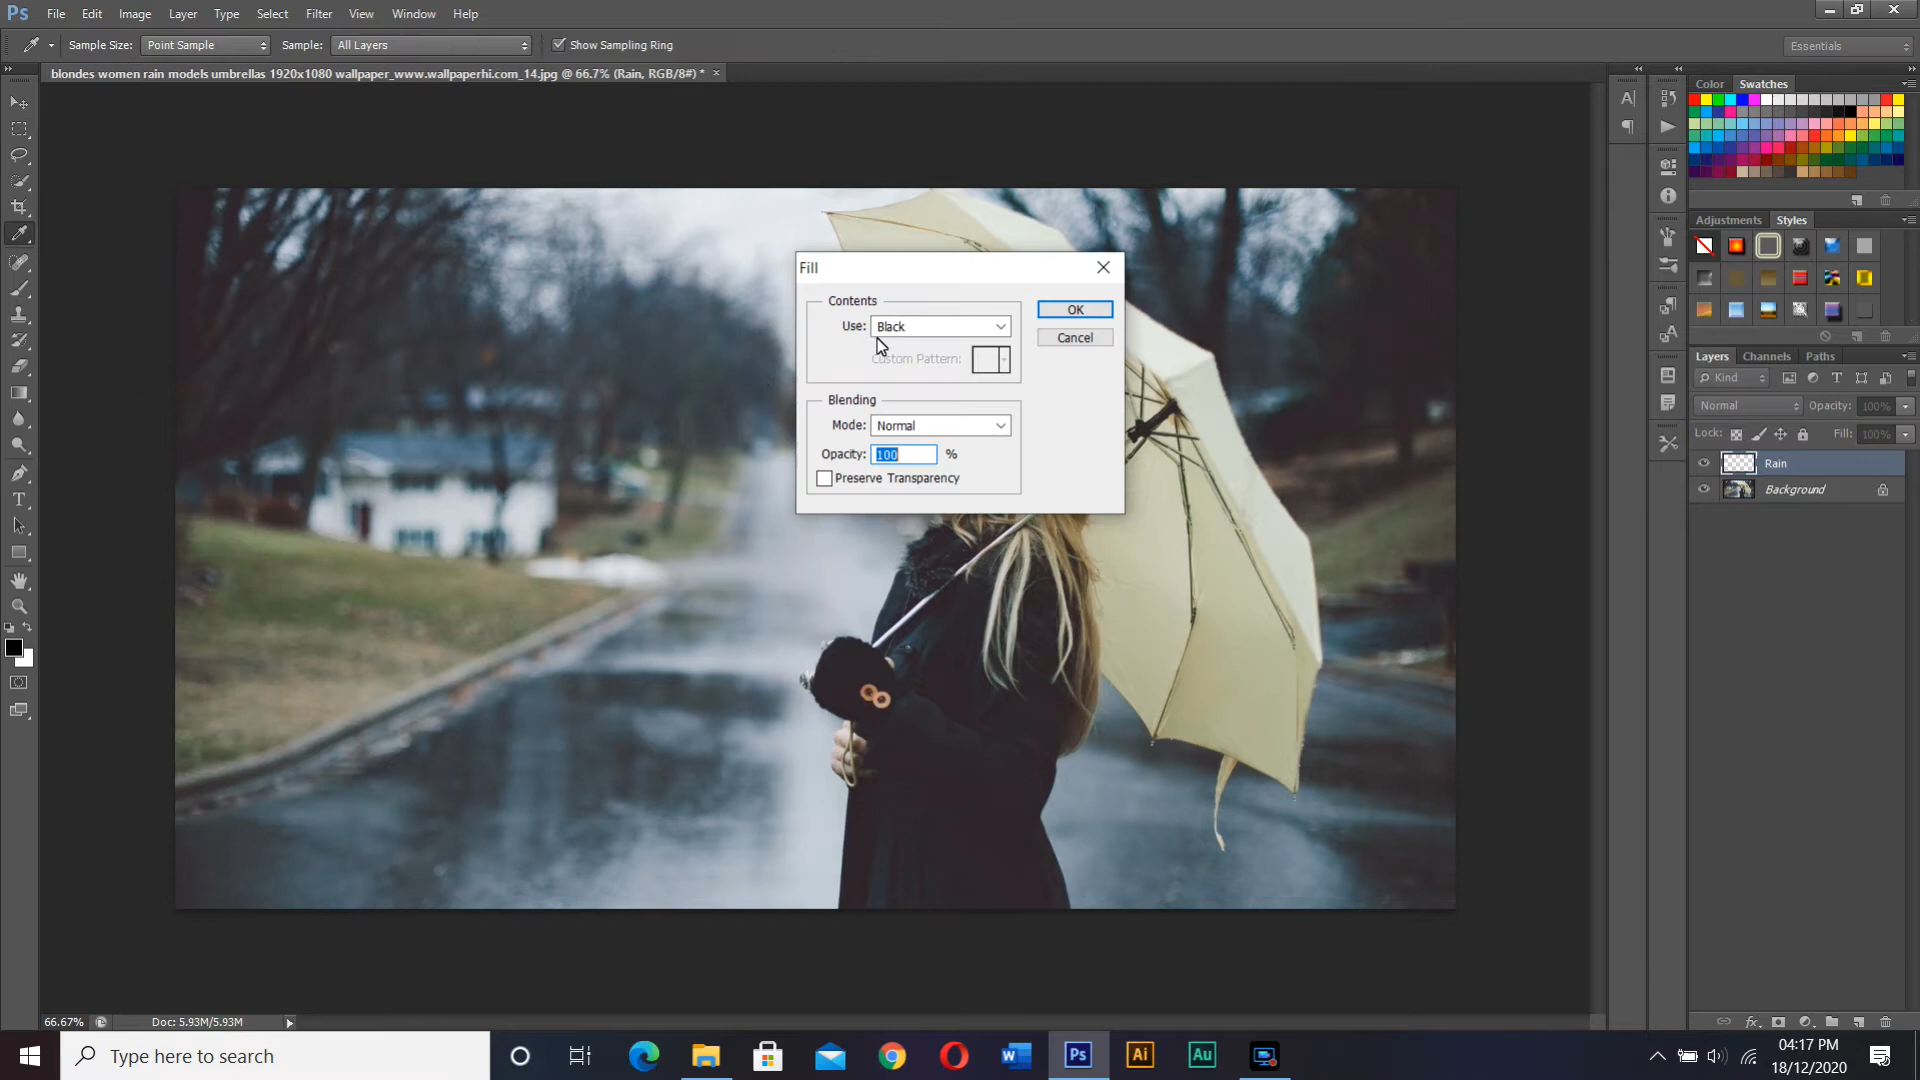 Ps File Edit Image Layer Type Select Filter View Window Help
Sample Size: Point Sample Sample: All Layers Show Sampling Ring Essentials
blondes women rain models umbrellas 1920x1080 wallpaper_www.wallpaperhi.com_14.jpg @ 66.7% (Rain, RGB/8#) * ×
Color Swatches
Adjustments Styles
Layers Channels Paths
Kind
Normal Opacity: 100%
Lock: Fill: 100%
Rain
Background
Fill
Contents
Use: Black
Custom Pattern:
OK
Cancel
Blending
Mode: Normal
Opacity: 100 %
Preserve Transparency
66.67% Doc: 5.93M/5.93M
Type here to search
W Ps Ai Au
04:17 PM
18/12/2020